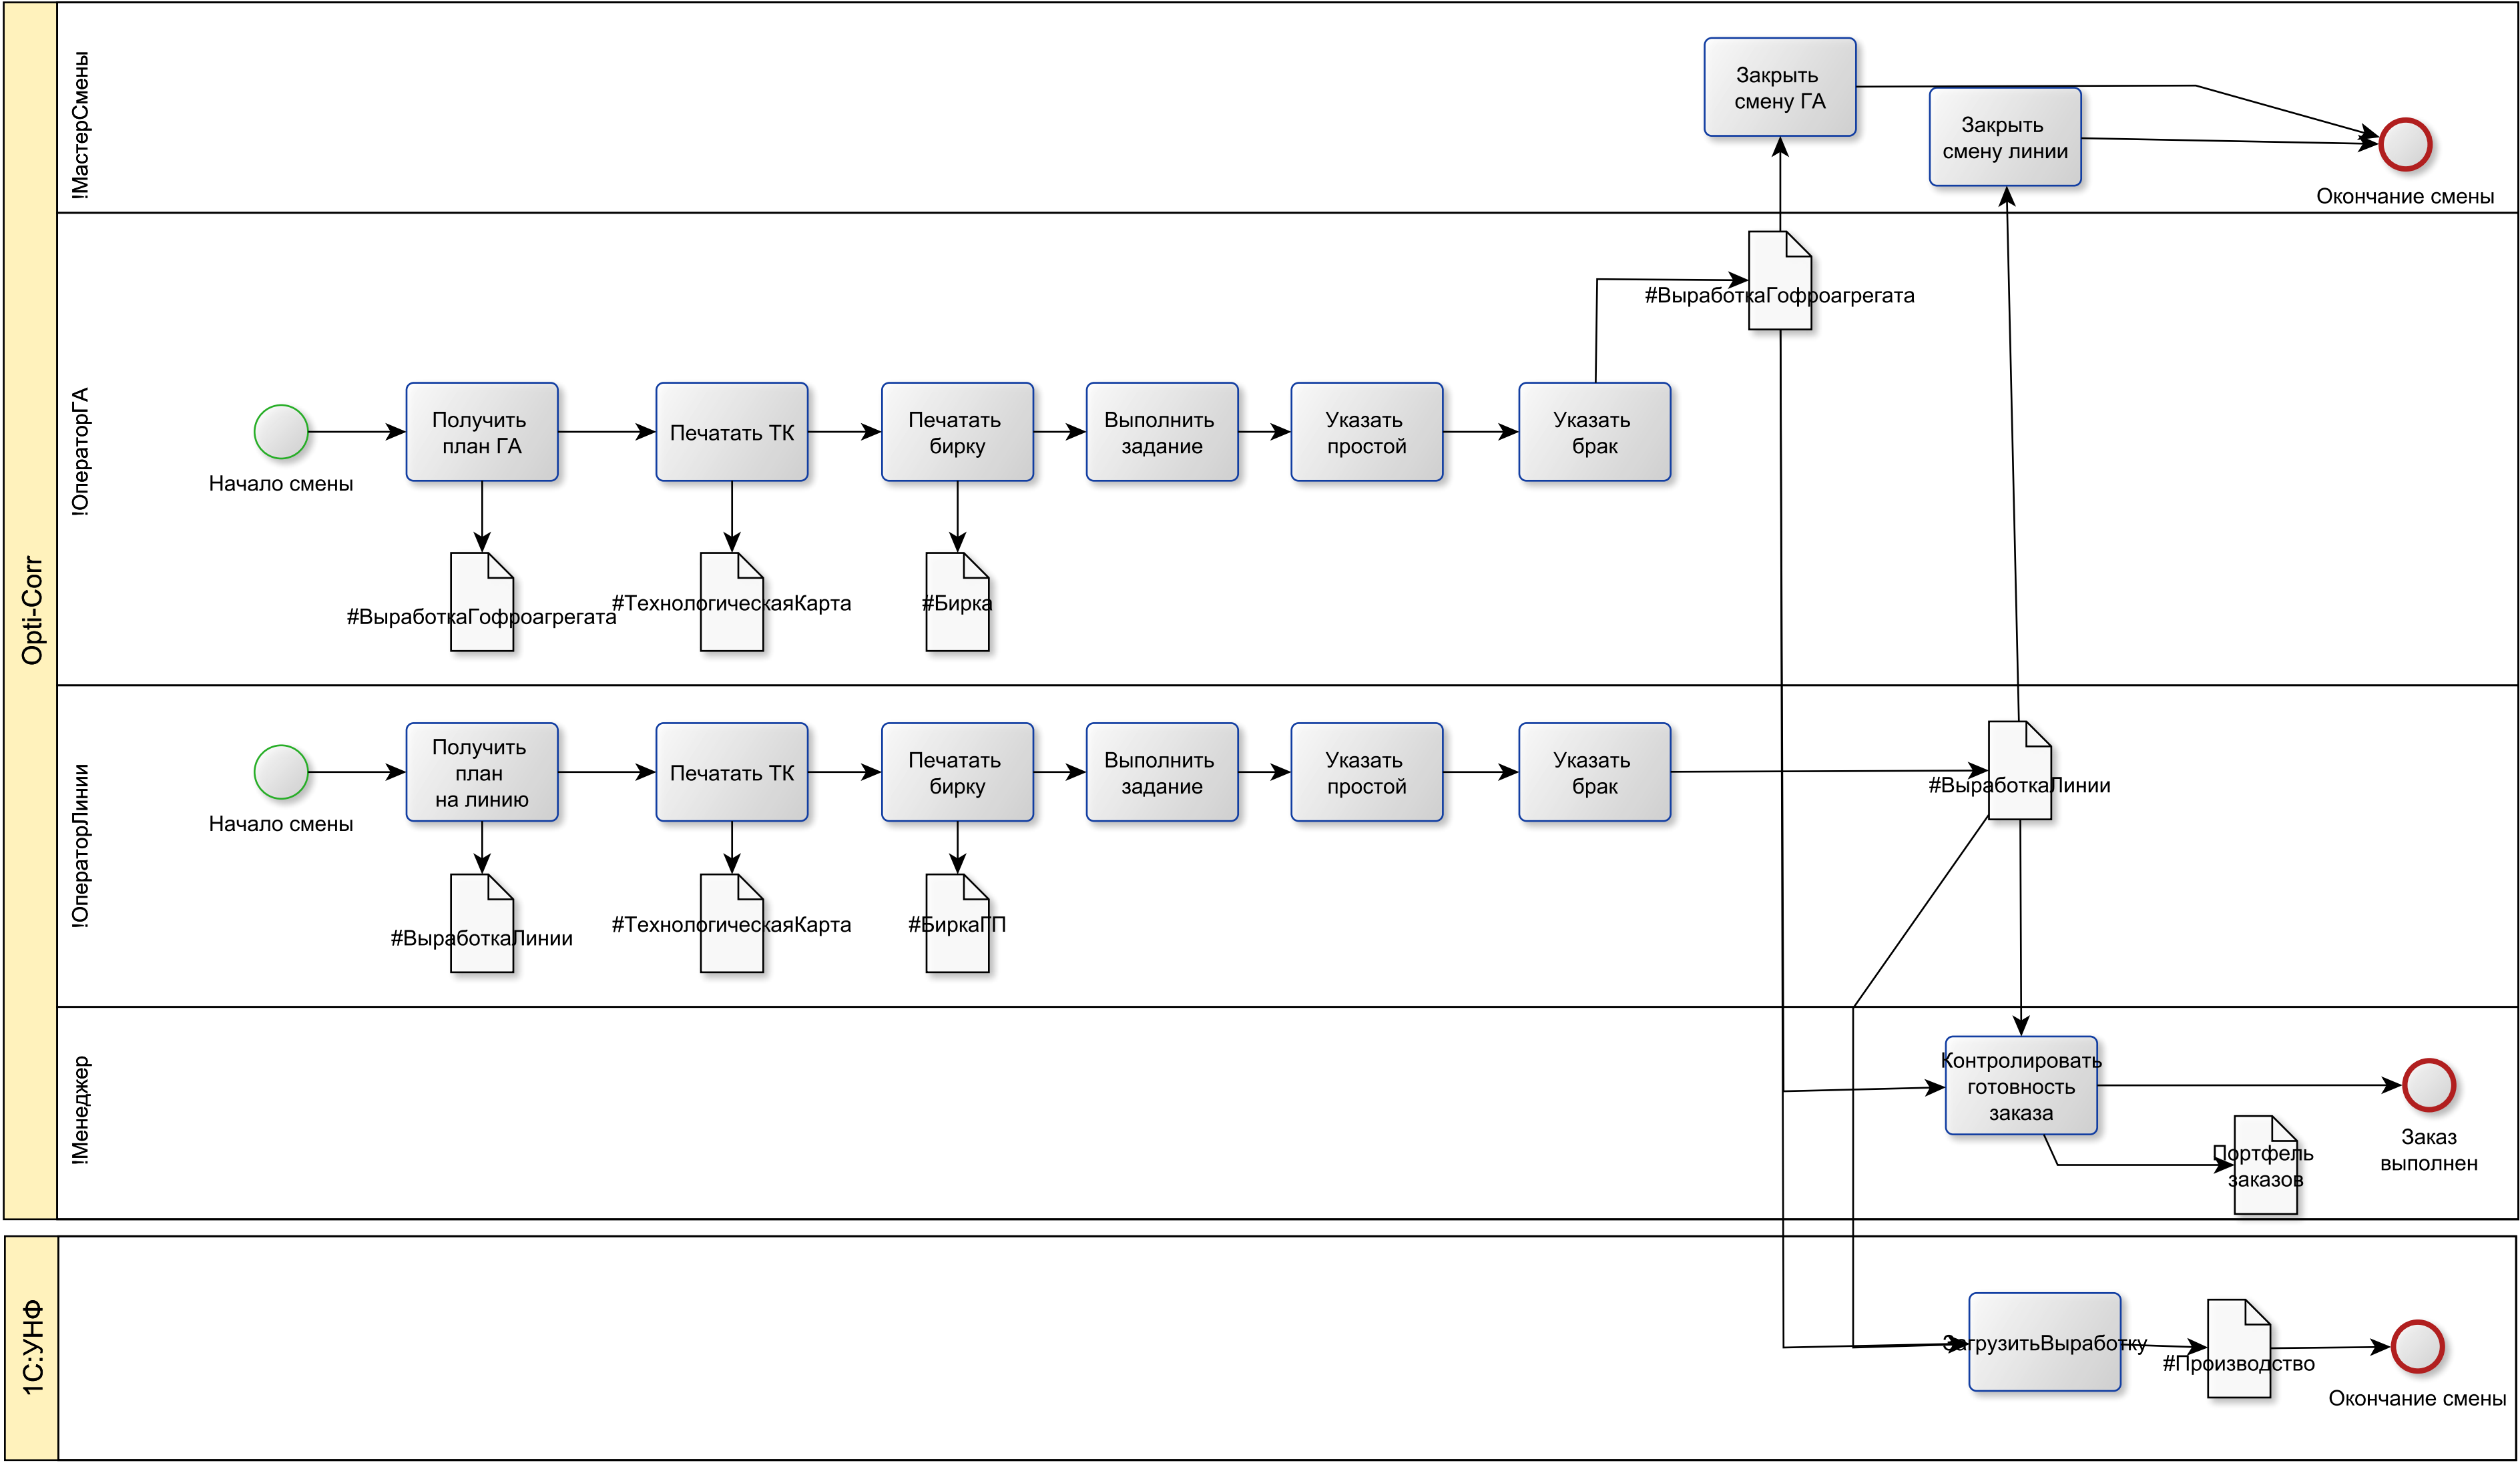 Opti-Corr
!МастерСмены
Закрыть
смену ГА
Закрыть
смену линии
Окончание смены
!ОператорГА
#ВыработкаГофроагрегата
Начало смены
Получить
план ГА
Печатать ТК
Печатать
бирку
Выполнить
задание
Указать
простой
Указать
брак
#ВыработкаГофроагрегата
#ТехнологическаяКарта
#Бирка
!ОператорЛинии
Начало смены
Получить
план
на линию
Печатать ТК
Печатать
бирку
Выполнить
задание
Указать
простой
Указать
брак
#ВыработкаЛинии
#ВыработкаЛинии
#ТехнологическаяКарта
#БиркаГП
!Менеджер
Контролировать
готовность
заказа
Заказ
выполнен
Портфель
заказов
1С:УНФ
ЗагрузитьВыработку
#Производство
Окончание смены